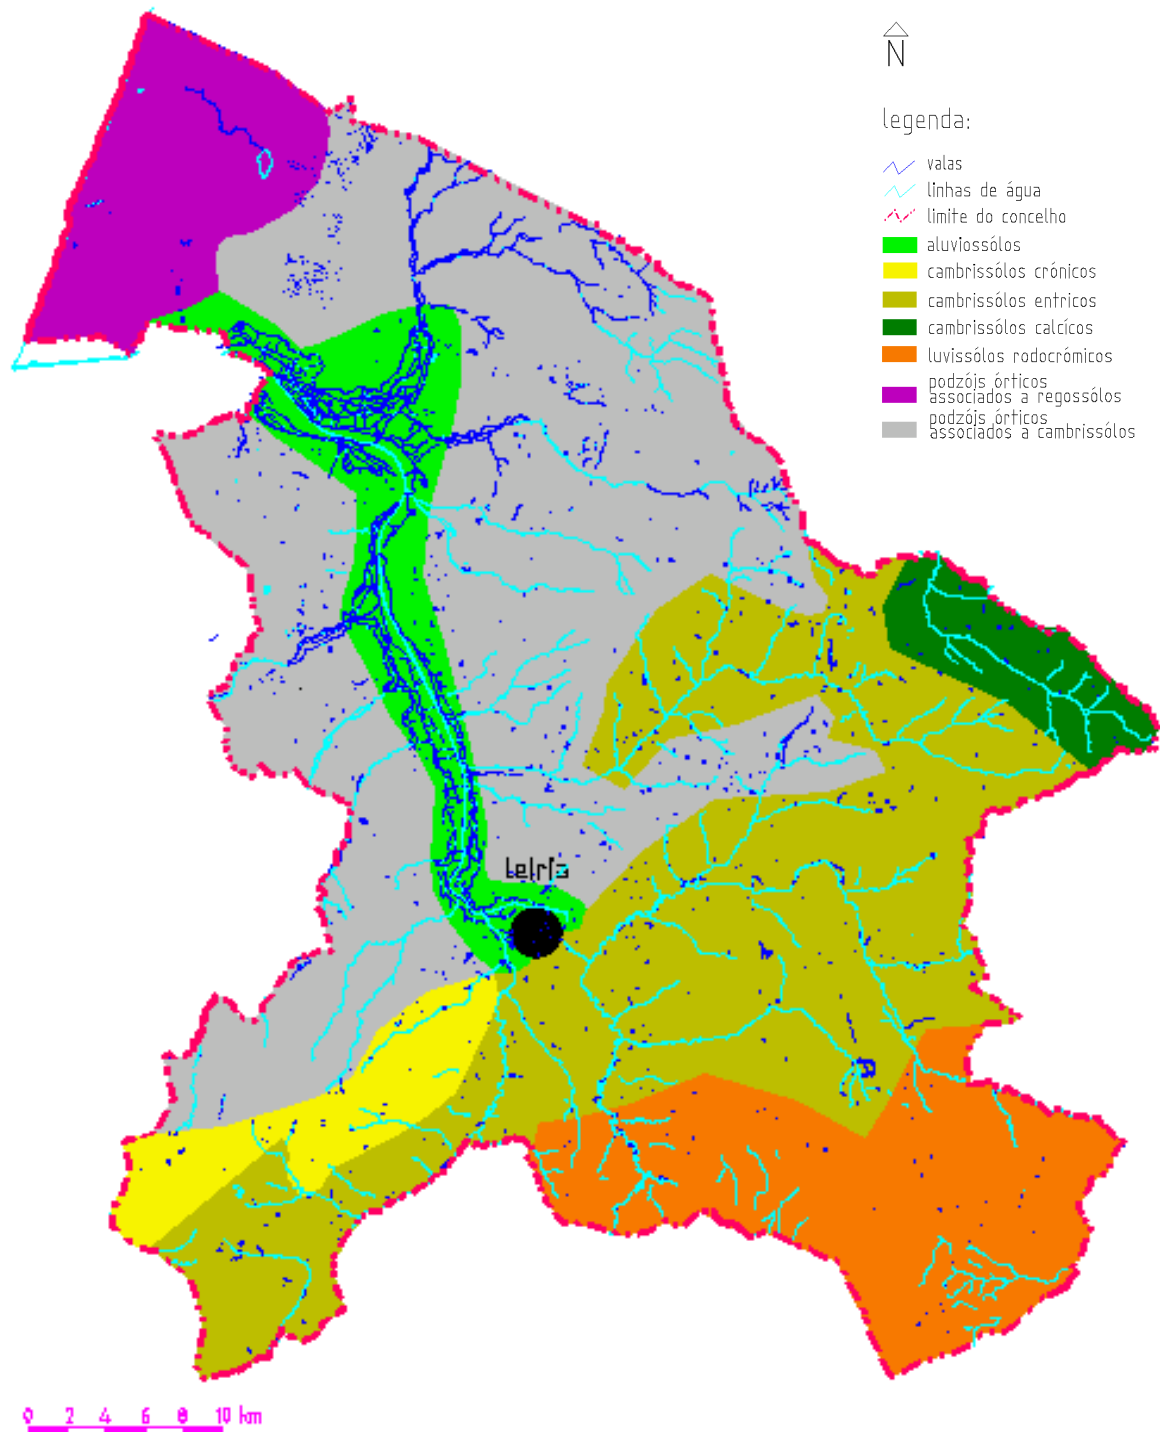 N
legenda:
valas
linhas de água
limite do concelho
aluviossólos
cambrissólos crónicos
cambrissólos entricos
cambrissólos calcícos
luvissólos rodocrómicos
podzóis órticos
associados a regossólos
podzóis órticos
associados a cambrissólos
Leiria
0 2 4 6 8 10 km